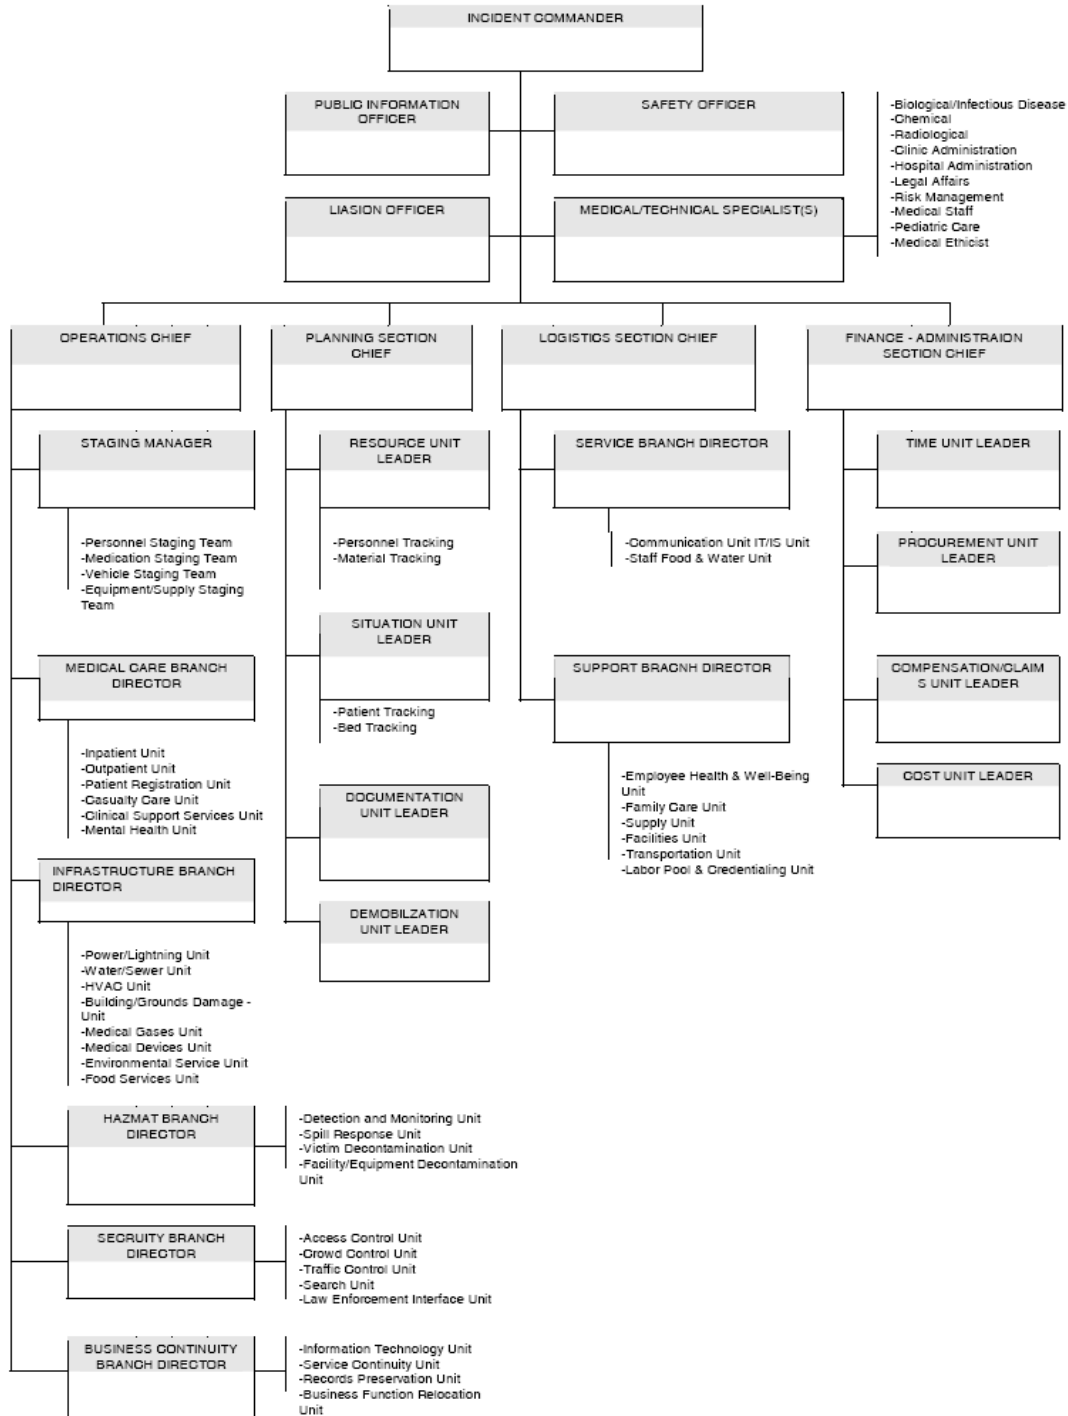 INCIDENT COMMANDER
PUBLIC INFORMATION
OFFICER
SAFETY OFFICER
-Biological/Infectious Disease
-Chemical
-Radiological
-Clinic Administration
-Hospital Administration
-Legal Affairs
-Risk Management
-Medical Staff
-Pediatric Care
-Medical Ethicist
LIASION OFFICER
MEDICAL/TECHNICAL SPECIALIST(S)
OPERATIONS CHIEF
PLANNING SECTION
CHIEF
LOGISTICS SECTION CHIEF
FINANCE - ADMINISTRAION
SECTION CHIEF
STAGING MANAGER
-Personnel Staging Team
-Medication Staging Team
-Vehicle Staging Team
-Equipment/Supply Staging
Team
MEDICAL CARE BRANCH
DIRECTOR
-Inpatient Unit
-Outpatient Unit
-Patient Registration Unit
-Casualty Care Unit
-Clinical Support Services Unit
-Mental Health Unit
INFRASTRUCTURE BRANCH
DIRECTOR
-Power/Lightning Unit
-Water/Sewer Unit
-HVAC Unit
-Building/Grounds Damage -
Unit
-Medical Gases Unit
-Medical Devices Unit
-Environmental Service Unit
-Food Services Unit
HAZMAT BRANCH
DIRECTOR
-Detection and Monitoring Unit
-Spill Response Unit
-Victim Decontamination Unit
-Facility/Equipment Decontamination
Unit
SECRUITY BRANCH
DIRECTOR
-Access Control Unit
-Crowd Control Unit
-Traffic Control Unit
-Search Unit
-Law Enforcement Interface Unit
BUSINESS CONTINUITY
BRANCH DIRECTOR
-Information Technology Unit
-Service Continuity Unit
-Records Preservation Unit
-Business Function Relocation
Unit
RESOURCE UNIT
LEADER
-Personnel Tracking
-Material Tracking
SITUATION UNIT
LEADER
-Patient Tracking
-Bed Tracking
DOCUMENTATION
UNIT LEADER
DEMOBILZATION
UNIT LEADER
SERVICE BRANCH DIRECTOR
-Communication Unit IT/IS Unit
-Staff Food & Water Unit
SUPPORT BRACNH DIRECTOR
-Employee Health & Well-Being
Unit
-Family Care Unit
-Supply Unit
-Facilities Unit
-Transportation Unit
-Labor Pool & Credentialing Unit
TIME UNIT LEADER
PROCUREMENT UNIT
LEADER
COMPENSATION/CLAIM
S UNIT LEADER
COST UNIT LEADER